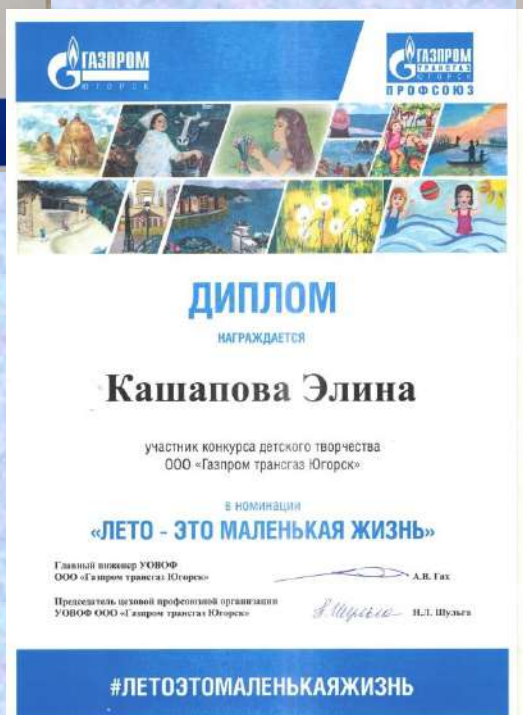 ГАЗПРОМ
ЮГОРСК
ГАЗПРОМ
ТРАНСГАЗ
ЮГОРСК
ПРОФСОЮЗ
ДИПЛОМ
НАГРАЖДАЕТСЯ
Кашапова Элина
участник конкурса детского творчества
ООО «Газпром трансгаз Югорск»
в номинации
«ЛЕТО - ЭТО МАЛЕНЬКАЯ ЖИЗНЬ»
Главный инженер УОВОФ
ООО «Газпром трансгаз Югорск»
А.В. Гах
Председатель цеховой профсоюзной организации
УОВОФ ООО «Газпром трансгаз Югорск»
Н.Л. Шульга
#ЛЕТОЭТОМАЛЕНЬКАЯЖИЗНЬ